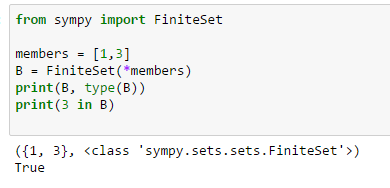 from sympy import FiniteSet
members = [1,3]
B = FiniteSet(*members)
print(B, type(B))
print(3 in B)
({1, 3}, <class 'sympy.sets.sets.FiniteSet'>)
True